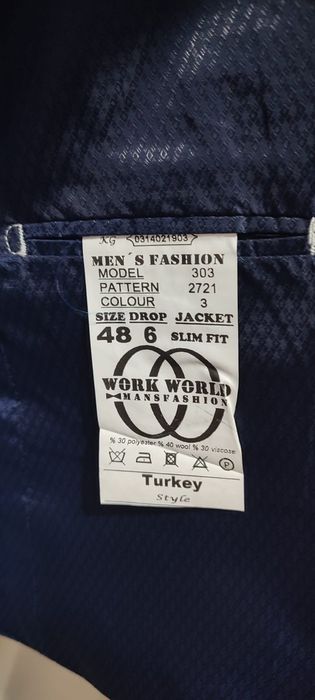 KG 0314021903
MEN´S FASHION
MODEL 303
PATTERN 2721
COLOUR 3
SIZE DROP JACKET
48 6 SLIM FIT
WORK WORLD
MANSFASHION
% 30 polyester % 40 wool % 30 viscose
P
Turkey
Style